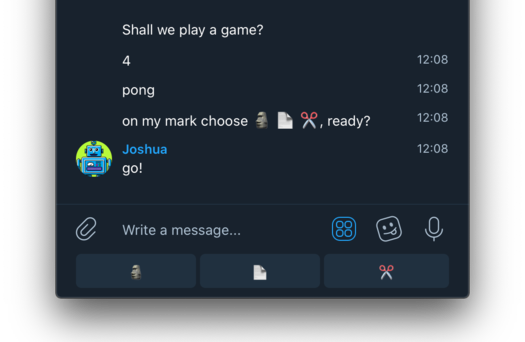 Shall we play a game?
4 12:08
pong 12:08
on my mark choose 🗿 📄 ✂️, ready? 12:08
Joshua 12:08
go!
Write a message...
🗿 📄 ✂️